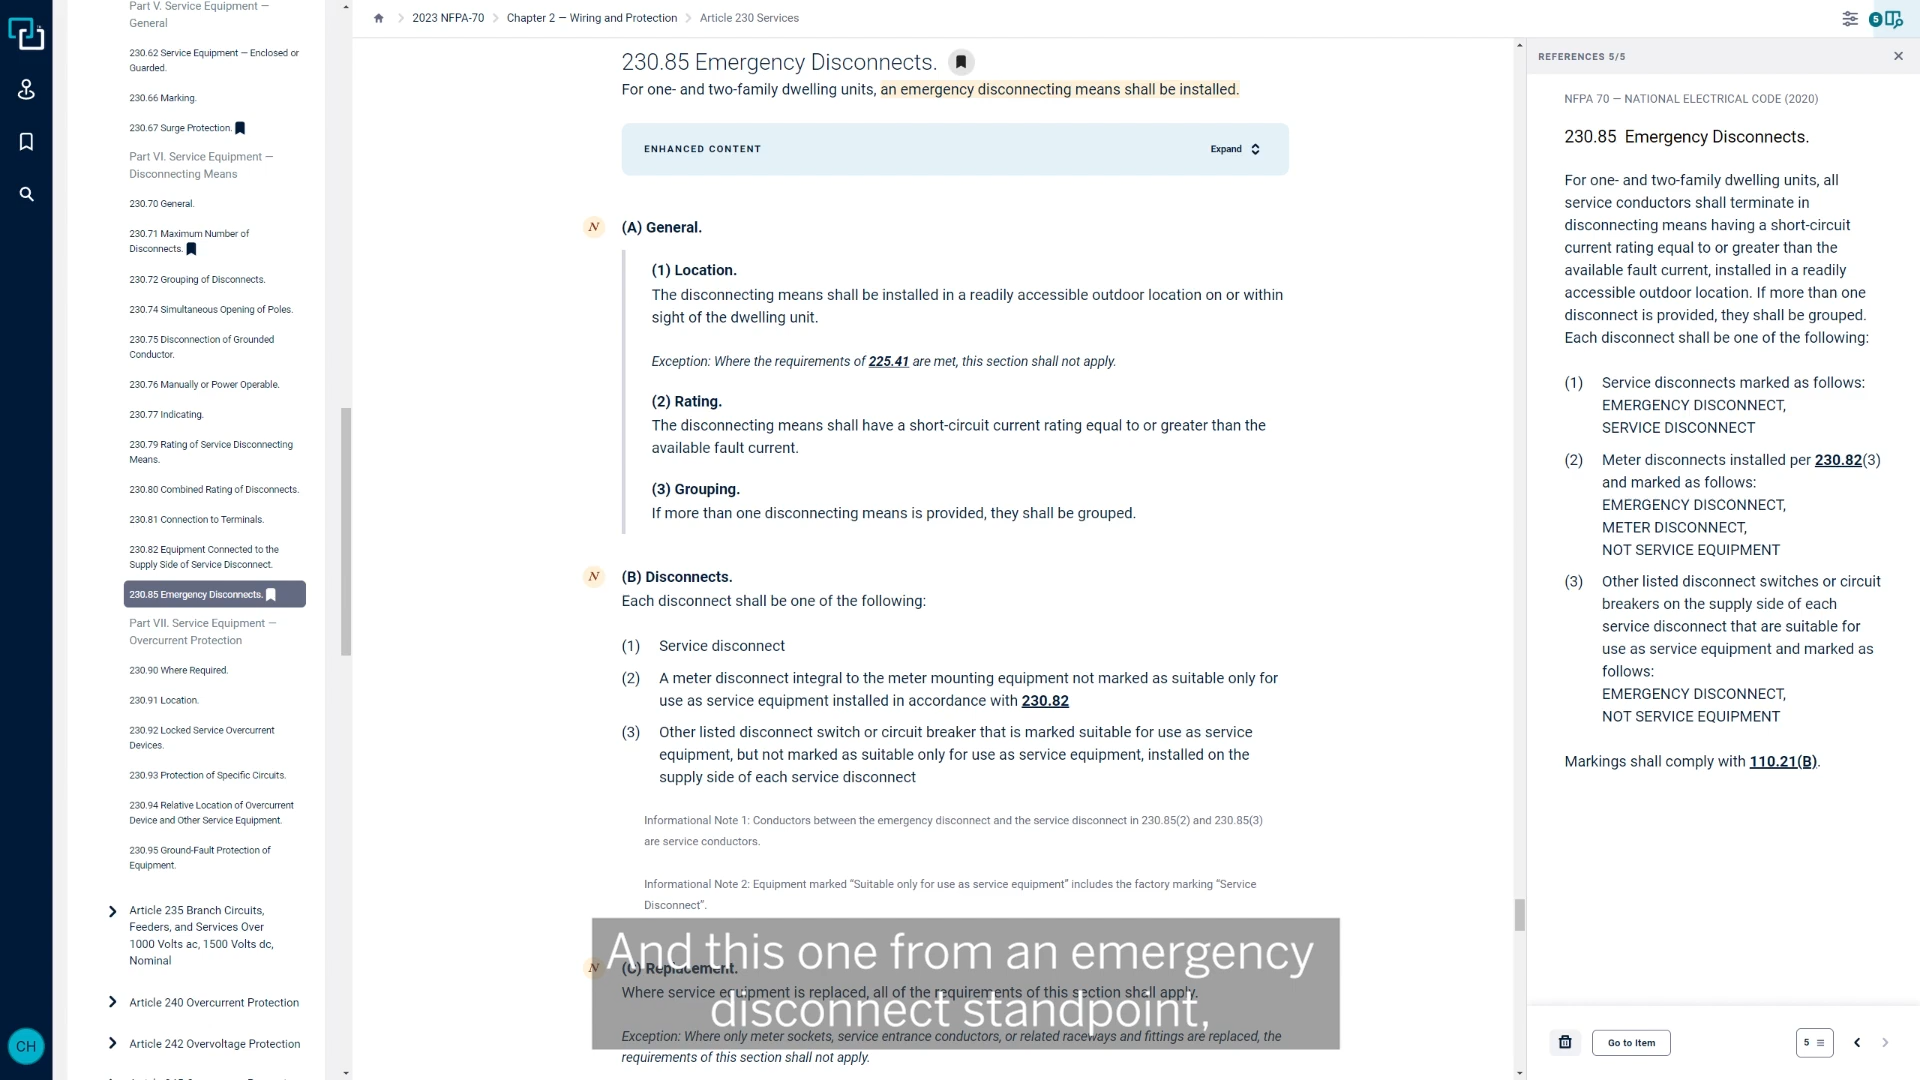 Part V. Service Equipment —
General
230.62 Service Equipment — Enclosed or
Guarded.
230.66 Marking.
230.67 Surge Protection.
Part VI. Service Equipment —
Disconnecting Means
230.70 General.
230.71 Maximum Number of
Disconnects.
230.72 Grouping of Disconnects.
230.74 Simultaneous Opening of Poles.
230.75 Disconnection of Grounded
Conductor.
230.76 Manually or Power Operable.
230.77 Indicating.
230.79 Rating of Service Disconnecting
Means.
230.80 Combined Rating of Disconnects.
230.81 Connection to Terminals.
230.82 Equipment Connected to the
Supply Side of Service Disconnect.
230.85 Emergency Disconnects.
Part VII. Service Equipment —
Overcurrent Protection
230.90 Where Required.
230.91 Location.
230.92 Locked Service Overcurrent
Devices.
230.93 Protection of Specific Circuits.
230.94 Relative Location of Overcurrent
Device and Other Service Equipment.
230.95 Ground-Fault Protection of
Equipment.
Article 235 Branch Circuits,
Feeders, and Services Over
1000 Volts ac, 1500 Volts dc,
Nominal
Article 240 Overcurrent Protection
Article 242 Overvoltage Protection
CH
2023 NFPA-70 > Chapter 2 — Wiring and Protection > Article 230 Services
5
230.85 Emergency Disconnects.
For one- and two-family dwelling units, an emergency disconnecting means shall be installed.
ENHANCED CONTENT Expand
N (A) General.
(1) Location.
The disconnecting means shall be installed in a readily accessible outdoor location on or within
sight of the dwelling unit.
Exception: Where the requirements of 225.41 are met, this section shall not apply.
(2) Rating.
The disconnecting means shall have a short-circuit current rating equal to or greater than the
available fault current.
(3) Grouping.
If more than one disconnecting means is provided, they shall be grouped.
N (B) Disconnects.
Each disconnect shall be one of the following:
(1) Service disconnect
(2) A meter disconnect integral to the meter mounting equipment not marked as suitable only for
use as service equipment installed in accordance with 230.82
(3) Other listed disconnect switch or circuit breaker that is marked suitable for use as service
equipment, but not marked as suitable only for use as service equipment, installed on the
supply side of each service disconnect
Informational Note 1: Conductors between the emergency disconnect and the service disconnect in 230.85(2) and 230.85(3)
are service conductors.
Informational Note 2: Equipment marked “Suitable only for use as service equipment” includes the factory marking “Service
Disconnect”.
N (C) Replacement.
Where service equipment is replaced, all of the requirements of this section shall apply.
Exception: Where only meter sockets, service entrance conductors, or related raceways and fittings are replaced, the
requirements of this section shall not apply.
And this one from an emergency
disconnect standpoint,
REFERENCES 5/5
NFPA 70 — NATIONAL ELECTRICAL CODE (2020)
230.85 Emergency Disconnects.
For one- and two-family dwelling units, all
service conductors shall terminate in
disconnecting means having a short-circuit
current rating equal to or greater than the
available fault current, installed in a readily
accessible outdoor location. If more than one
disconnect is provided, they shall be grouped.
Each disconnect shall be one of the following:
(1) Service disconnects marked as follows:
EMERGENCY DISCONNECT,
SERVICE DISCONNECT
(2) Meter disconnects installed per 230.82(3)
and marked as follows:
EMERGENCY DISCONNECT,
METER DISCONNECT,
NOT SERVICE EQUIPMENT
(3) Other listed disconnect switches or circuit
breakers on the supply side of each
service disconnect that are suitable for
use as service equipment and marked as
follows:
EMERGENCY DISCONNECT,
NOT SERVICE EQUIPMENT
Markings shall comply with 110.21(B).
Go to Item
5